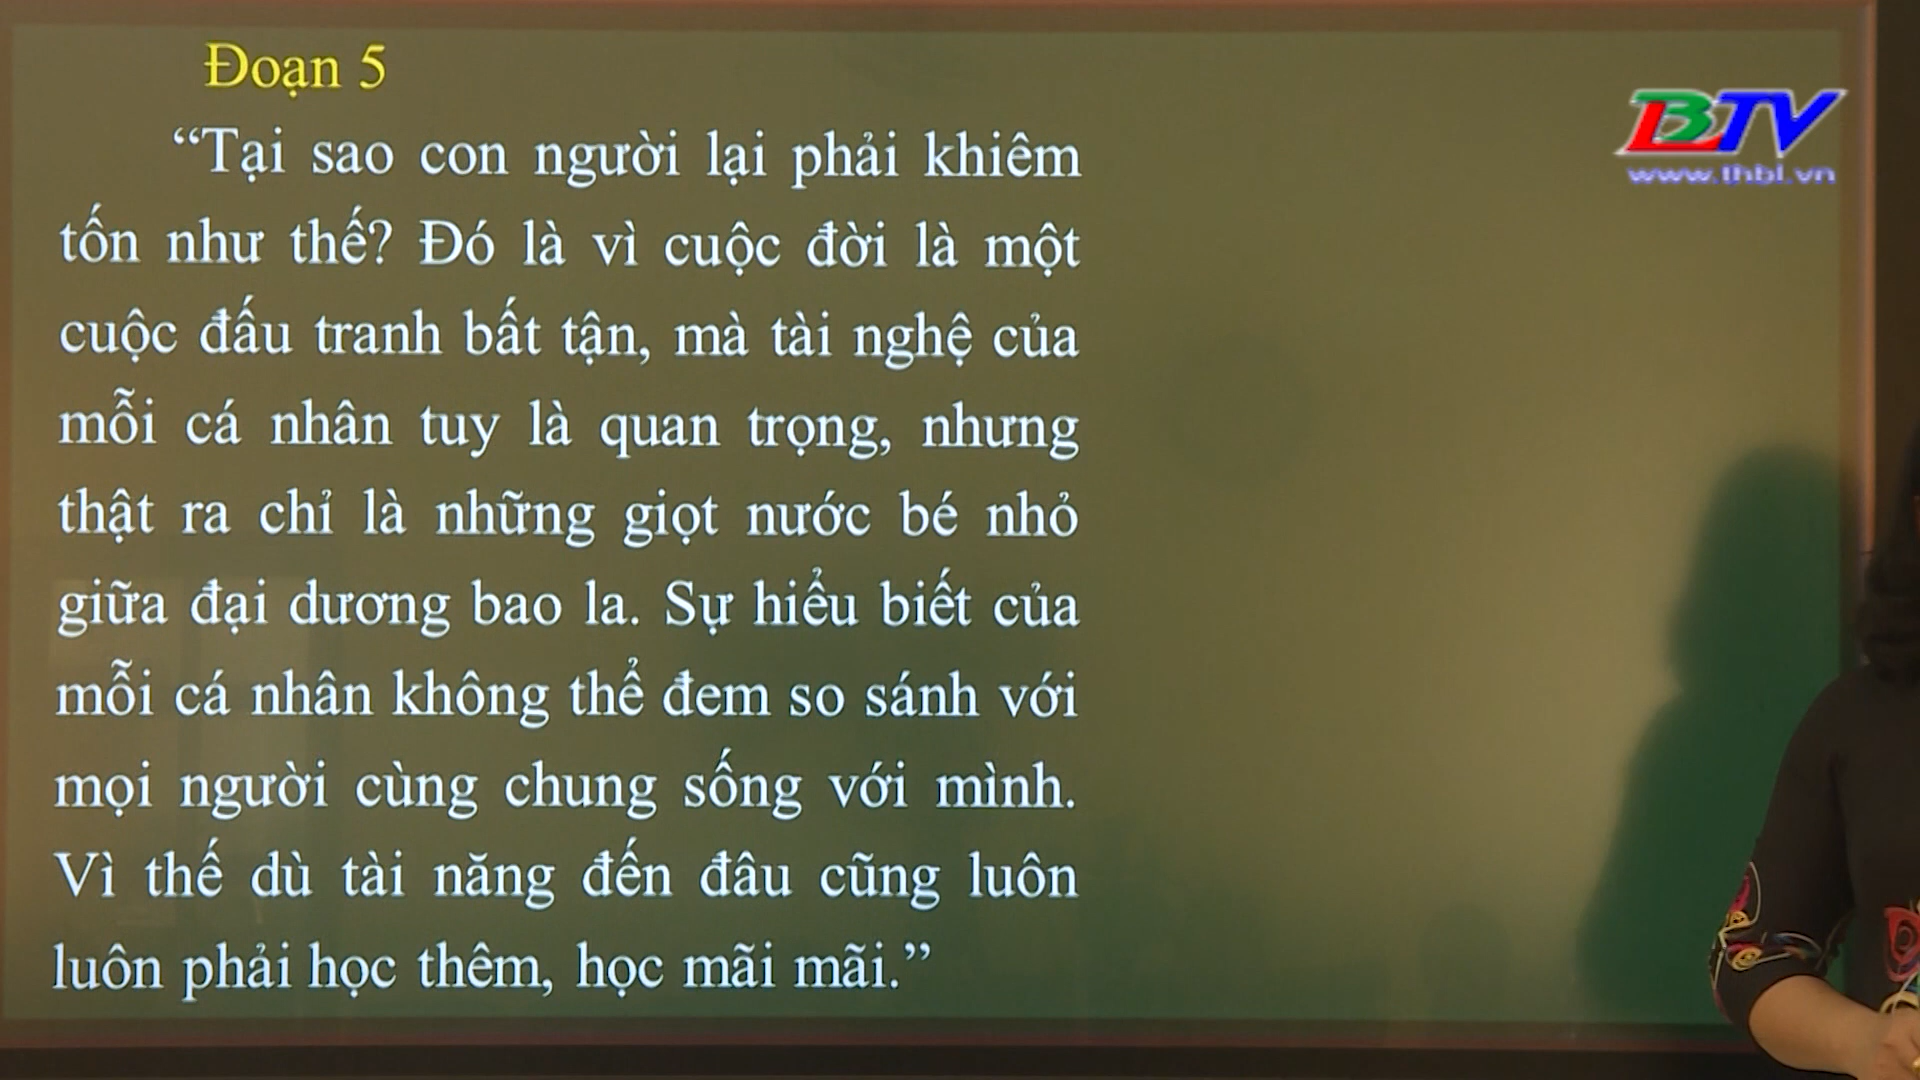 Đoạn 5
BTV
www.thbl.vn
“Tại sao con người lại phải khiêm
tốn như thế? Đó là vì cuộc đời là một
cuộc đấu tranh bất tận, mà tài nghệ của
mỗi cá nhân tuy là quan trọng, nhưng
thật ra chỉ là những giọt nước bé nhỏ
giữa đại dương bao la. Sự hiểu biết của
mỗi cá nhân không thể đem so sánh với
mọi người cùng chung sống với mình.
Vì thế dù tài năng đến đâu cũng luôn
luôn phải học thêm, học mãi mãi.”